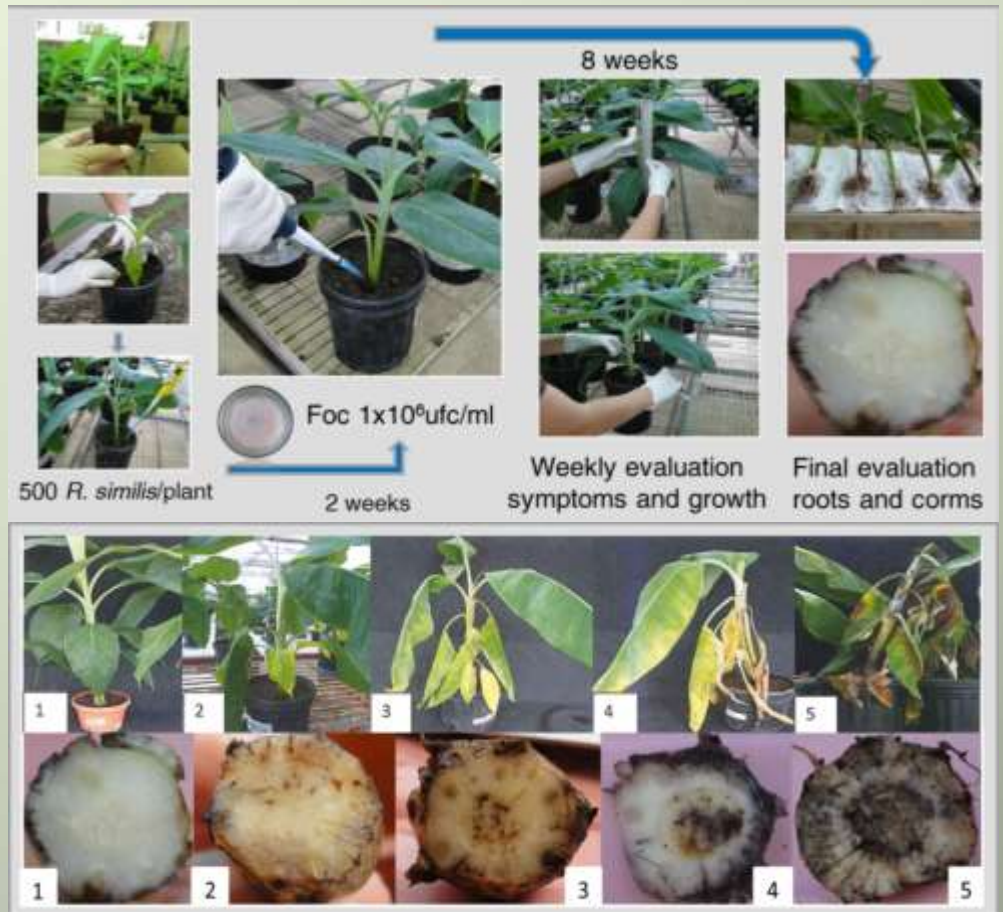 8 weeks
500 R. similis/plant
Foc 1x10⁶ufc/ml
2 weeks
Weekly evaluation
symptoms and growth
Final evaluation
roots and corms
1
2
3
4
5
1
2
3
4
5